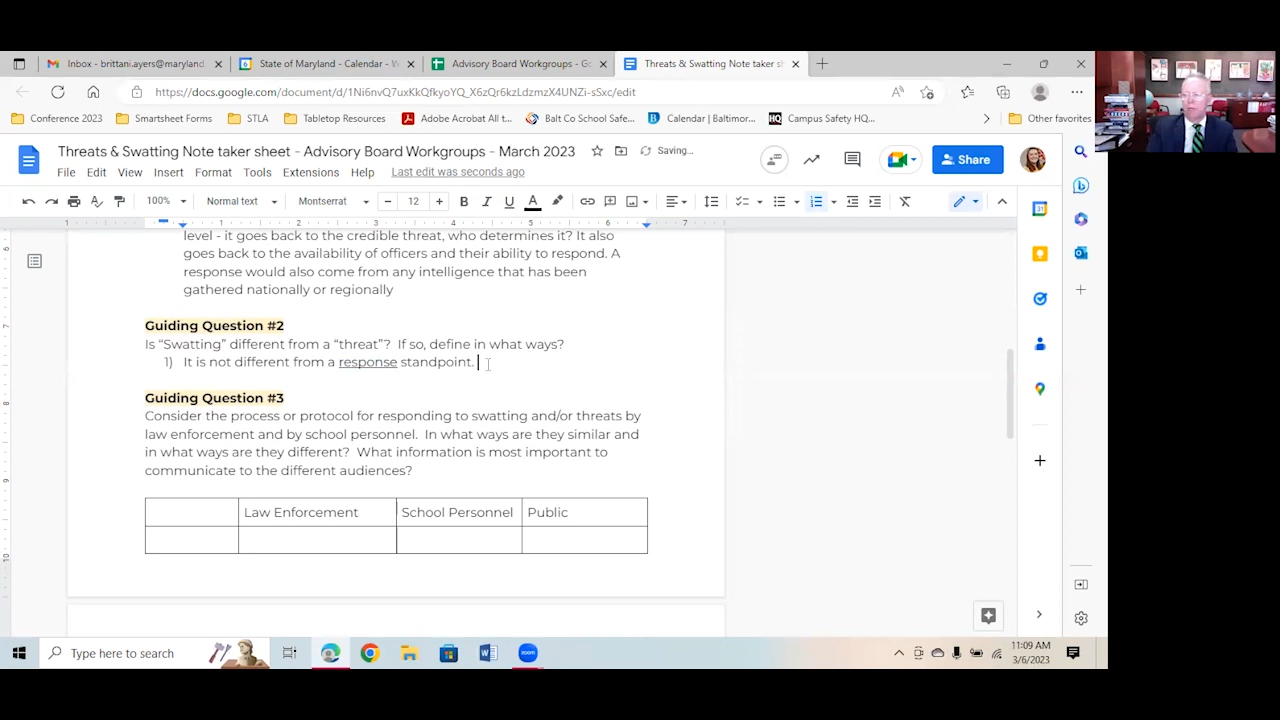 Inbox - brittani.ayers@maryland
State of Maryland - Calendar - W
Advisory Board Workgroups - Go
Threats & Swatting Note taker sh
https://docs.google.com/document/d/1Ni6nvQ7uxKkQfkyoYQ_X6zQr6kzLdzmzX4UNZi-sSxc/edit
Conference 2023
Smartsheet Forms
STLA
Tabletop Resources
Adobe Acrobat All t...
Balt Co School Safe...
Calendar | Baltimor...
HQ
Campus Safety HQ...
Other favorites
Threats & Swatting Note taker sheet - Advisory Board Workgroups - March 2023
Saving...
Share
File Edit View Insert Format Tools Extensions Help Last edit was seconds ago
100% Normal text Montserrat - 12 + B I U A
1 1 2 3 4 5 6 7
level - it goes back to the credible threat, who determines it? It also
goes back to the availability of officers and their ability to respond. A
response would also come from any intelligence that has been
gathered nationally or regionally
Guiding Question #2
Is “Swatting” different from a “threat”? If so, define in what ways?
1) It is not different from a response standpoint.
Guiding Question #3
Consider the process or protocol for responding to swatting and/or threats by
law enforcement and by school personnel. In what ways are they similar and
in what ways are they different? What information is most important to
communicate to the different audiences?
Law Enforcement School Personnel Public
Type here to search
zoom
11:09 AM
3/6/2023